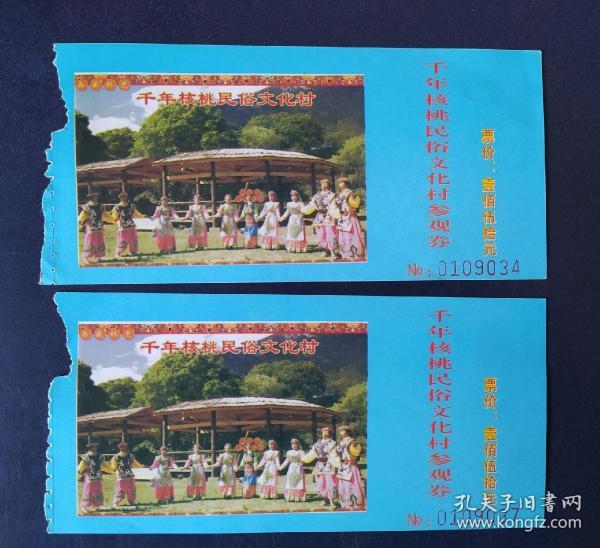 千年核桃民俗文化村
千年核桃民俗文化村参观券
票价：壹佰伍拾元
No: 0109034
千年核桃民俗文化村
千年核桃民俗文化村参观券
票价：壹佰伍拾元
No: 0109037
孔夫子旧书网
www.kongfz.com